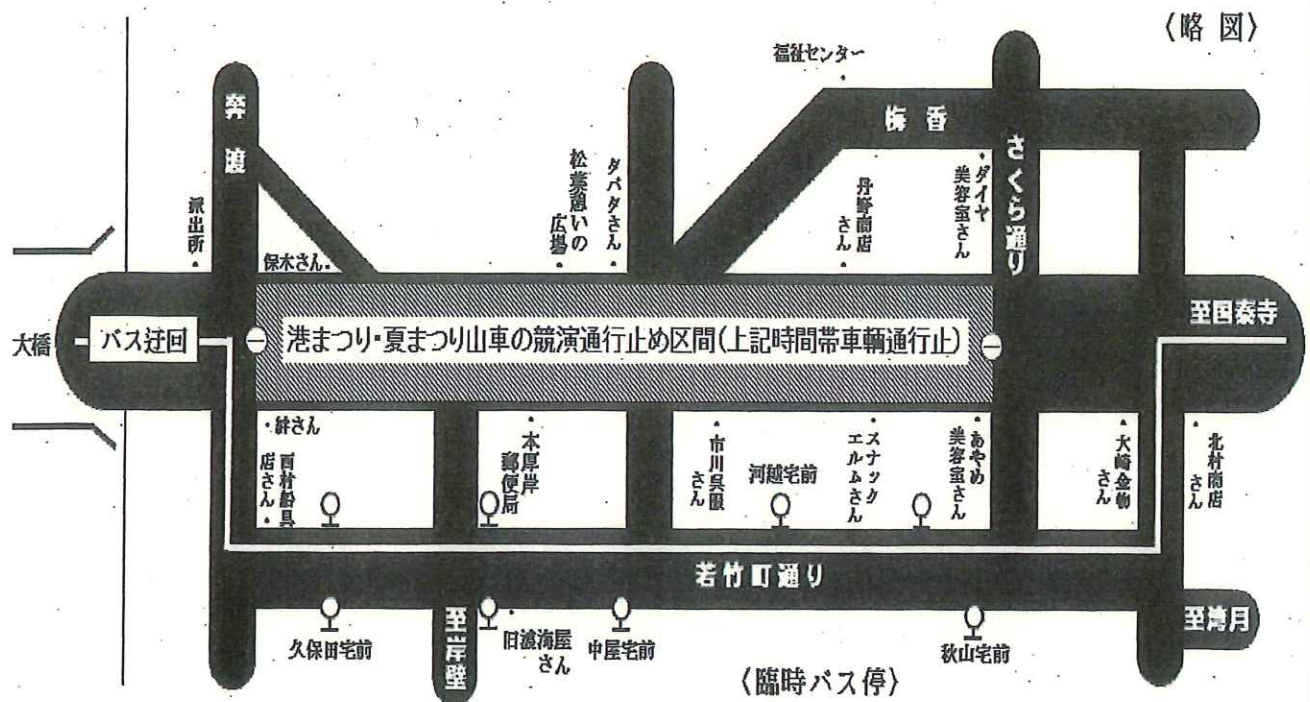 〈略 図〉
福祉センター
奔渡
梅香
さくら通り
派出所
保木さん
松葉憩いの
広場
タバタさん
丹野商店
さん
ダイヤ
美容室さん
大橋
バス迂回
港まつり・夏まつり山車の競演通行止め区間(上記時間帯車輌通行止)
至国泰寺
絆さん
西村船具
店さん
本厚岸
郵便局
市川呉服
さん
河越宅前
スナック
エルムさん
あやめ
美容室さん
大崎金物
さん
北村商店
さん
若竹町通り
久保田宅前
至岸壁
旧渡海屋
さん
中屋宅前
秋山宅前
至湾月
〈臨時バス停〉